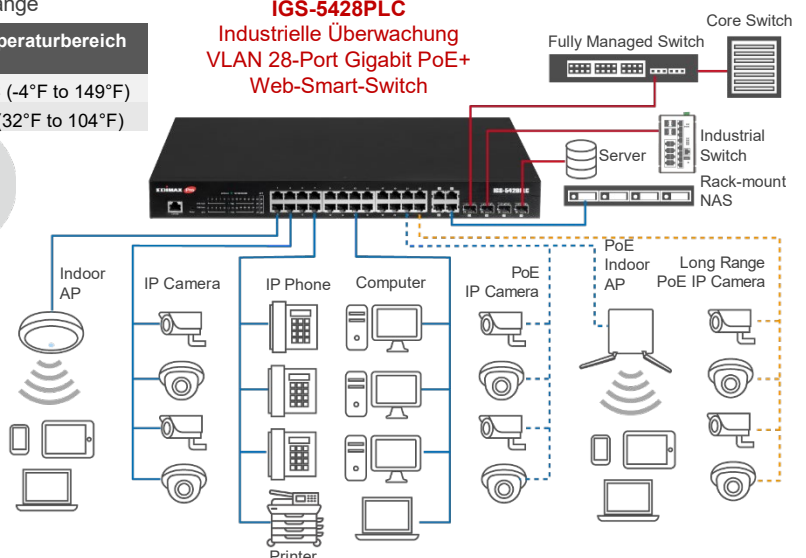 ange
IGS-5428PLC
Industrielle Überwachung
VLAN 28-Port Gigabit PoE+
Web-Smart-Switch
peraturbereich
(-4°F to 149°F)
(32°F to 104°F)
Core Switch
Fully Managed Switch
Server
Industrial
Switch
Rack-mount
NAS
EDIMAX Pro
IGS-5428PLC
Indoor
AP
IP Camera
IP Phone
Computer
PoE
IP Camera
PoE
Indoor
AP
Long Range
PoE IP Camera
Printer